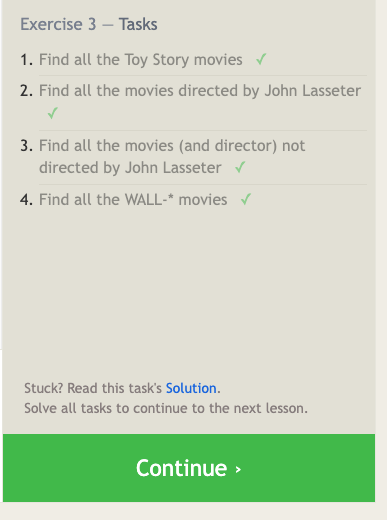 Exercise 3 — Tasks
1. Find all the Toy Story movies ✓
2. Find all the movies directed by John Lasseter
✓
3. Find all the movies (and director) not
directed by John Lasseter ✓
4. Find all the WALL-* movies ✓
Stuck? Read this task's Solution.
Solve all tasks to continue to the next lesson.
Continue ›